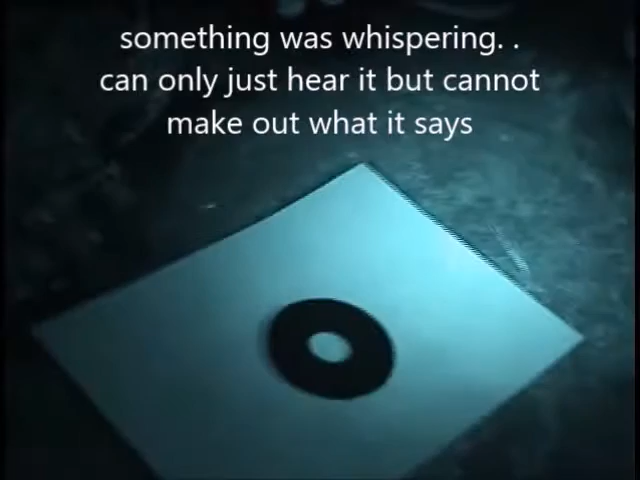 something was whispering. .
can only just hear it but cannot
make out what it says